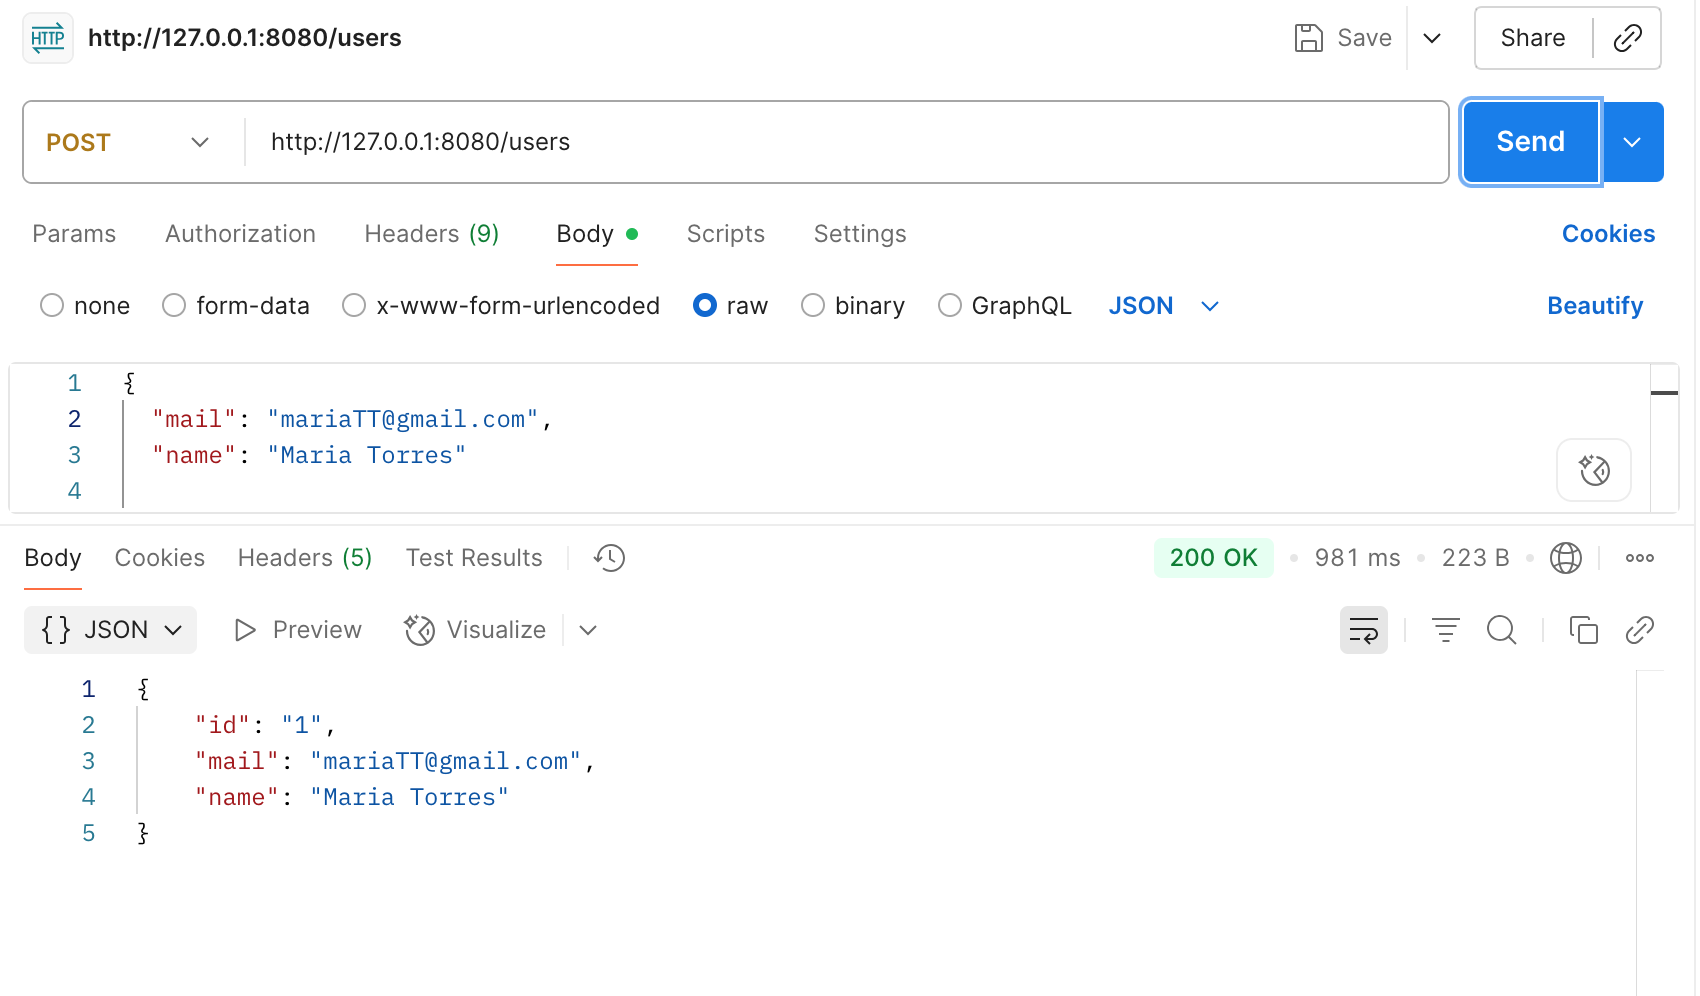 HTTP http://127.0.0.1:8080/users Save Share
POST http://127.0.0.1:8080/users Send
Params Authorization Headers (9) Body Scripts Settings Cookies
none form-data x-www-form-urlencoded raw binary GraphQL JSON Beautify
1 {
2 "mail": "mariaTT@gmail.com",
3 "name": "Maria Torres"
4
Body Cookies Headers (5) Test Results 200 OK • 981 ms • 223 B •
{} JSON Preview Visualize
1 {
2 "id": "1",
3 "mail": "mariaTT@gmail.com",
4 "name": "Maria Torres"
5 }